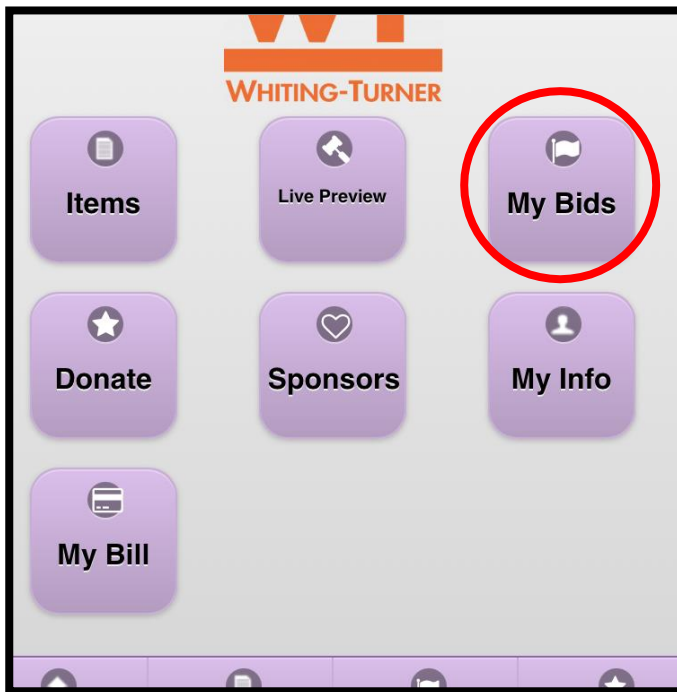 WHITING-TURNER
Items
Live Preview
My Bids
Donate
Sponsors
My Info
My Bill